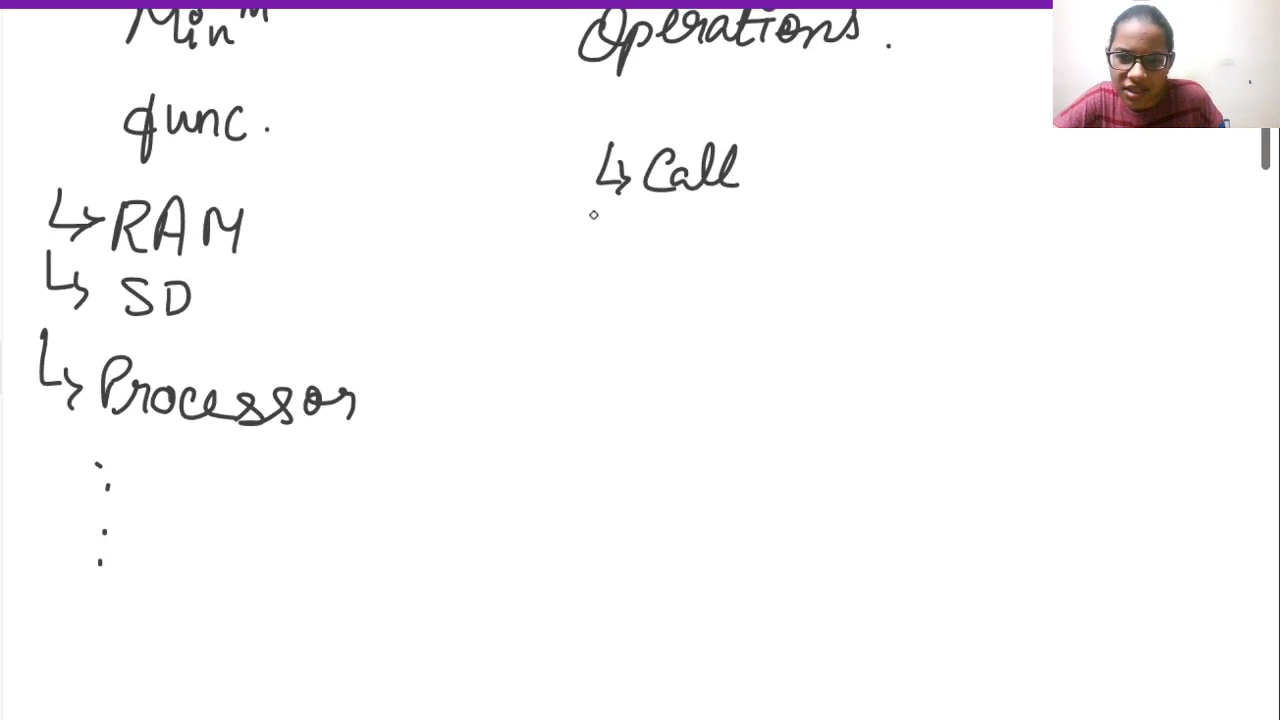 Minᵐ
func.
↳ RAM
↳ SD
↳ Processor
Operations.
↳ Call